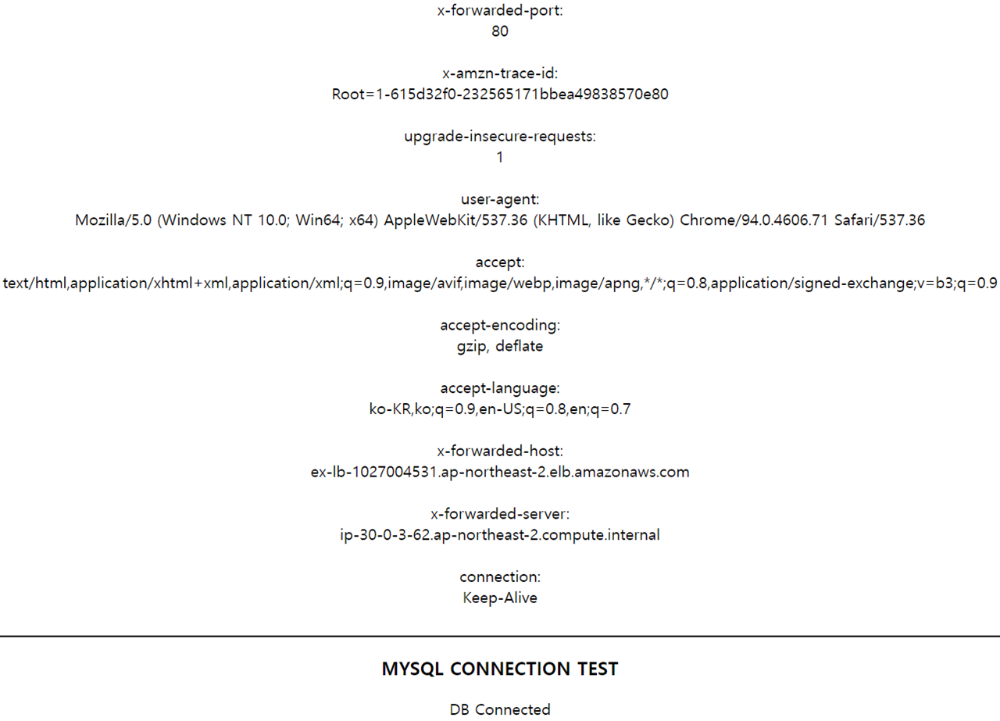 x-forwarded-port:
80
x-amzn-trace-id:
Root=1-615d32f0-232565171bbea49838570e80
upgrade-insecure-requests:
1
user-agent:
Mozilla/5.0 (Windows NT 10.0; Win64; x64) AppleWebKit/537.36 (KHTML, like Gecko) Chrome/94.0.4606.71 Safari/537.36
accept:
text/html,application/xhtml+xml,application/xml;q=0.9,image/avif,image/webp,image/apng,*/*;q=0.8,application/signed-exchange;v=b3;q=0.9
accept-encoding:
gzip, deflate
accept-language:
ko-KR,ko;q=0.9,en-US;q=0.8,en;q=0.7
x-forwarded-host:
ex-lb-1027004531.ap-northeast-2.elb.amazonaws.com
x-forwarded-server:
ip-30-0-3-62.ap-northeast-2.compute.internal
connection:
Keep-Alive
MYSQL CONNECTION TEST
DB Connected